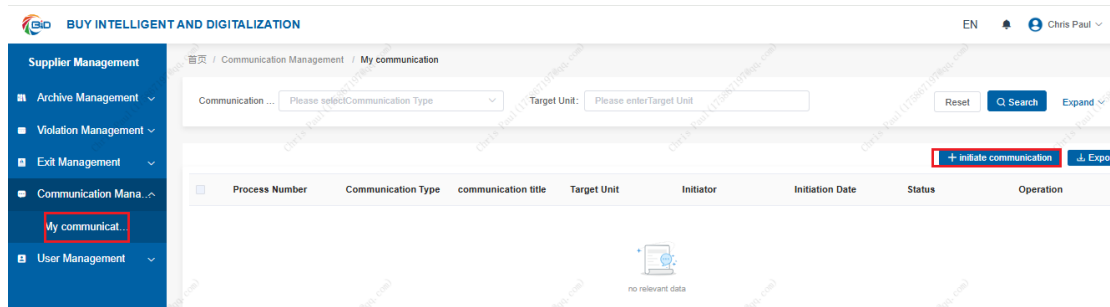 BID BUY INTELLIGENT AND DIGITALIZATION EN Chris Paul
Supplier Management
首页 / Communication Management / My communication
Archive Management
Communication ... Please selectCommunication Type Target Unit: Please enterTarget Unit Reset Search Expand
Violation Management
Exit Management
+ initiate communication Expo
Communication Mana...
Process Number Communication Type communication title Target Unit Initiator Initiation Date Status Operation
My communicat...
User Management
no relevant data